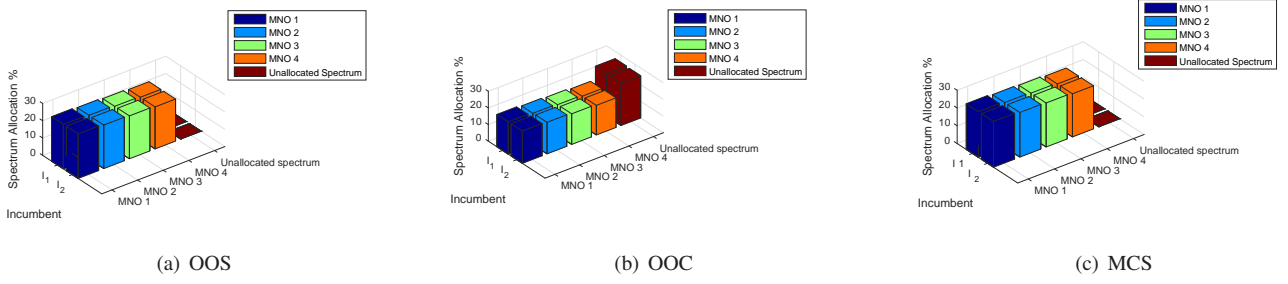 MNO 1
MNO 2
MNO 3
MNO 4
Unallocated Spectrum
Spectrum Allocation %
30
20
10
0
I1
I2
Incumbent
MNO 1
MNO 2
MNO 3
MNO 4
Unallocated spectrum
(a) OOS
MNO 1
MNO 2
MNO 3
MNO 4
Unallocated Spectrum
Spectrum Allocation %
30
20
10
0
I1
I2
Incumbent
MNO 1
MNO 2
MNO 3
MNO 4
Unallocated spectrum
(b) OOC
MNO 1
MNO 2
MNO 3
MNO 4
Unallocated Spectrum
Spectrum Allocation %
30
20
10
0
I 1
I 2
Incumbent
MNO 1
MNO 2
MNO 3
MNO 4
Unallocated spectrum
(c) MCS